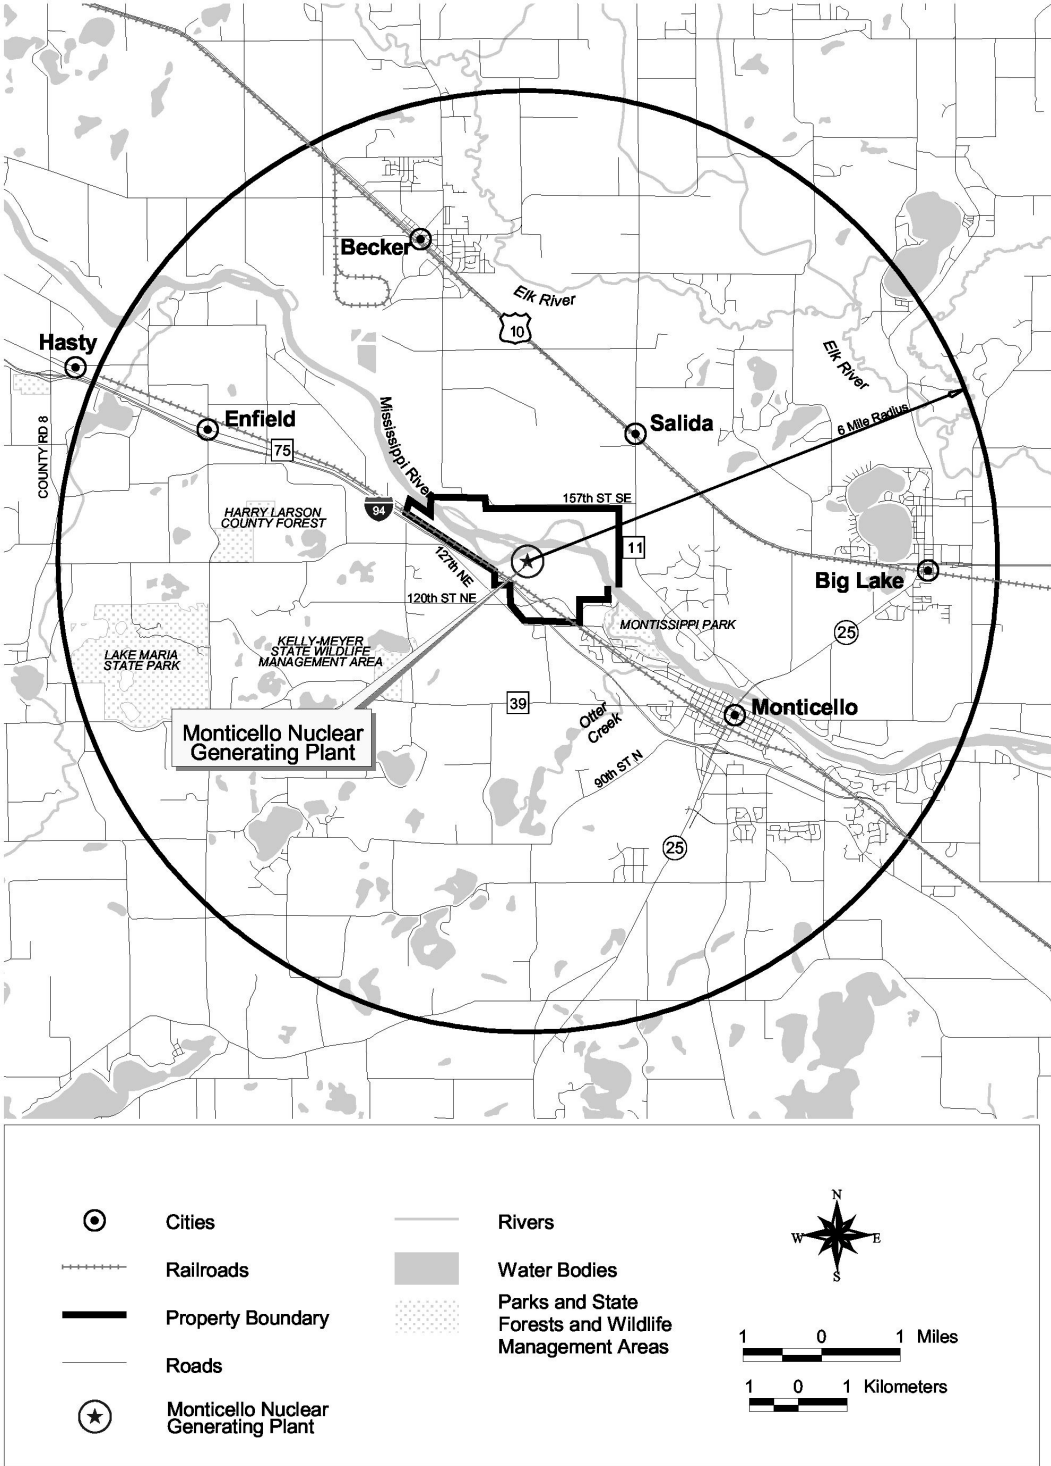 Becker
Elk River
10
Hasty
Elk River
Enfield
Mississippi River
Salida
6 Mile Radius
75
COUNTY RD 8
157th ST SE
94
HARRY LARSON
COUNTY FOREST
11
127th NE
Big Lake
120th ST NE
MONTISSIPPI PARK
25
KELLY-MEYER
STATE WILDLIFE
MANAGEMENT AREA
LAKE MARIA
STATE PARK
39
Monticello
Otter
Creek
Monticello Nuclear
Generating Plant
90th ST N
25
Cities
Railroads
Property Boundary
Roads
Monticello Nuclear
Generating Plant
Rivers
Water Bodies
Parks and State
Forests and Wildlife
Management Areas
N
W E
S
1 0 1 Miles
1 0 1 Kilometers